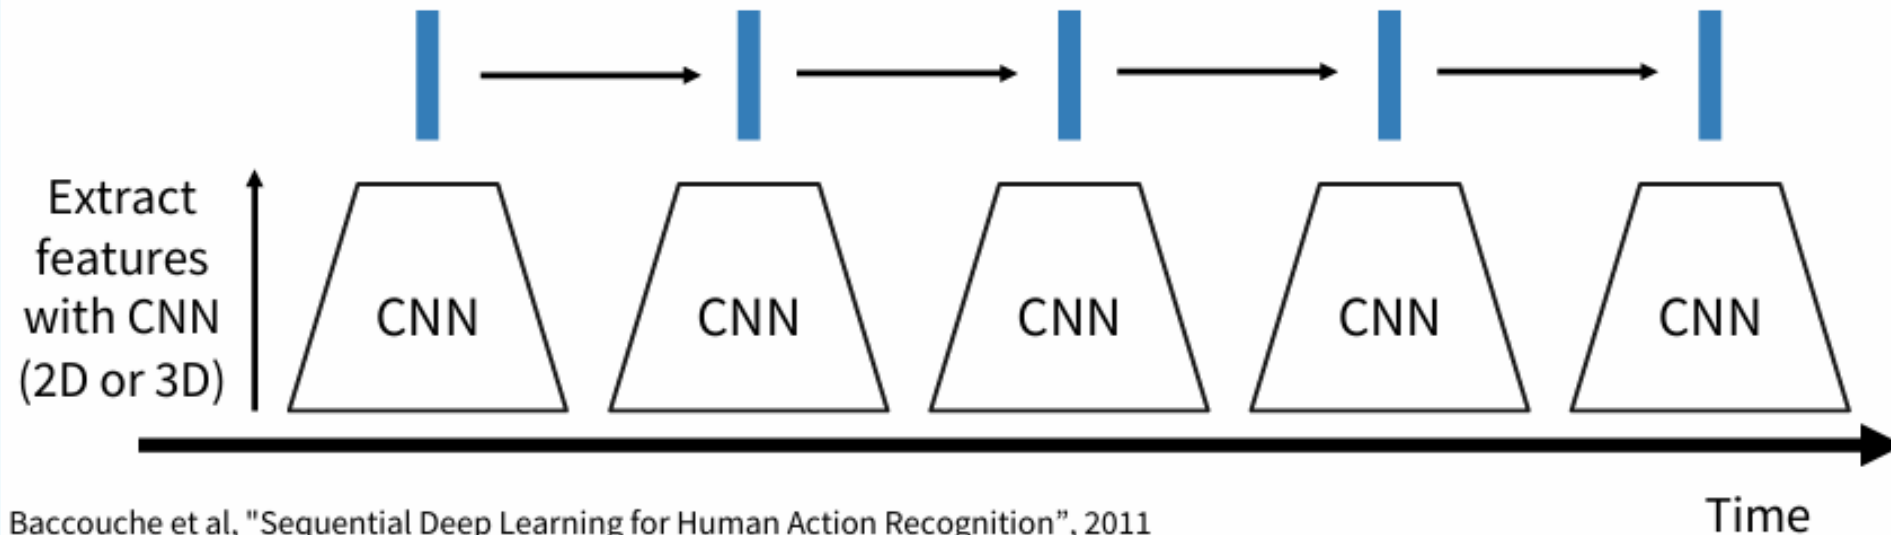 Extract
features
with CNN
(2D or 3D)
CNN
CNN
CNN
CNN
CNN
Time
Baccouche et al, "Sequential Deep Learning for Human Action Recognition”, 2011